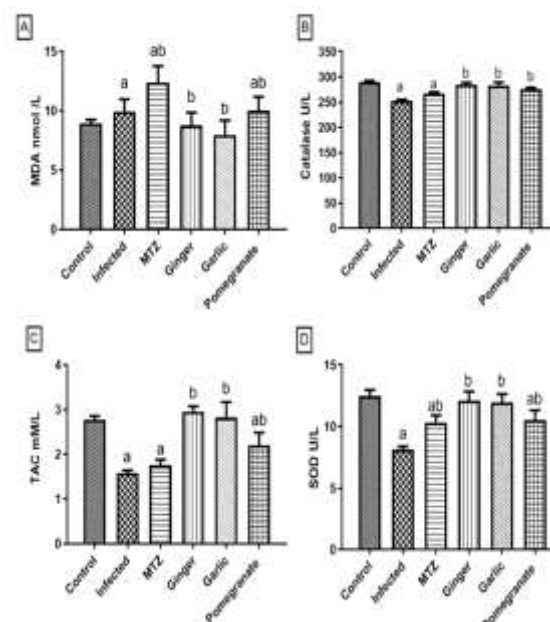 A
MDA nmol /L
15
10
5
0
a
ab
b
b
ab
Control
Infected
MTZ
Ginger
Garlic
Pomegranate
B
Catalase U/L
350
300
250
200
150
100
50
0
a
a
b
b
b
Control
Infected
MTZ
Ginger
Garlic
Pomegranate
C
TAC mM/L
4
3
2
1
0
a
a
b
b
ab
Control
Infected
MTZ
Ginger
Garlic
Pomegranate
D
SOD U/L
15
10
5
0
a
ab
b
b
ab
Control
Infected
MTZ
Ginger
Garlic
Pomegranate